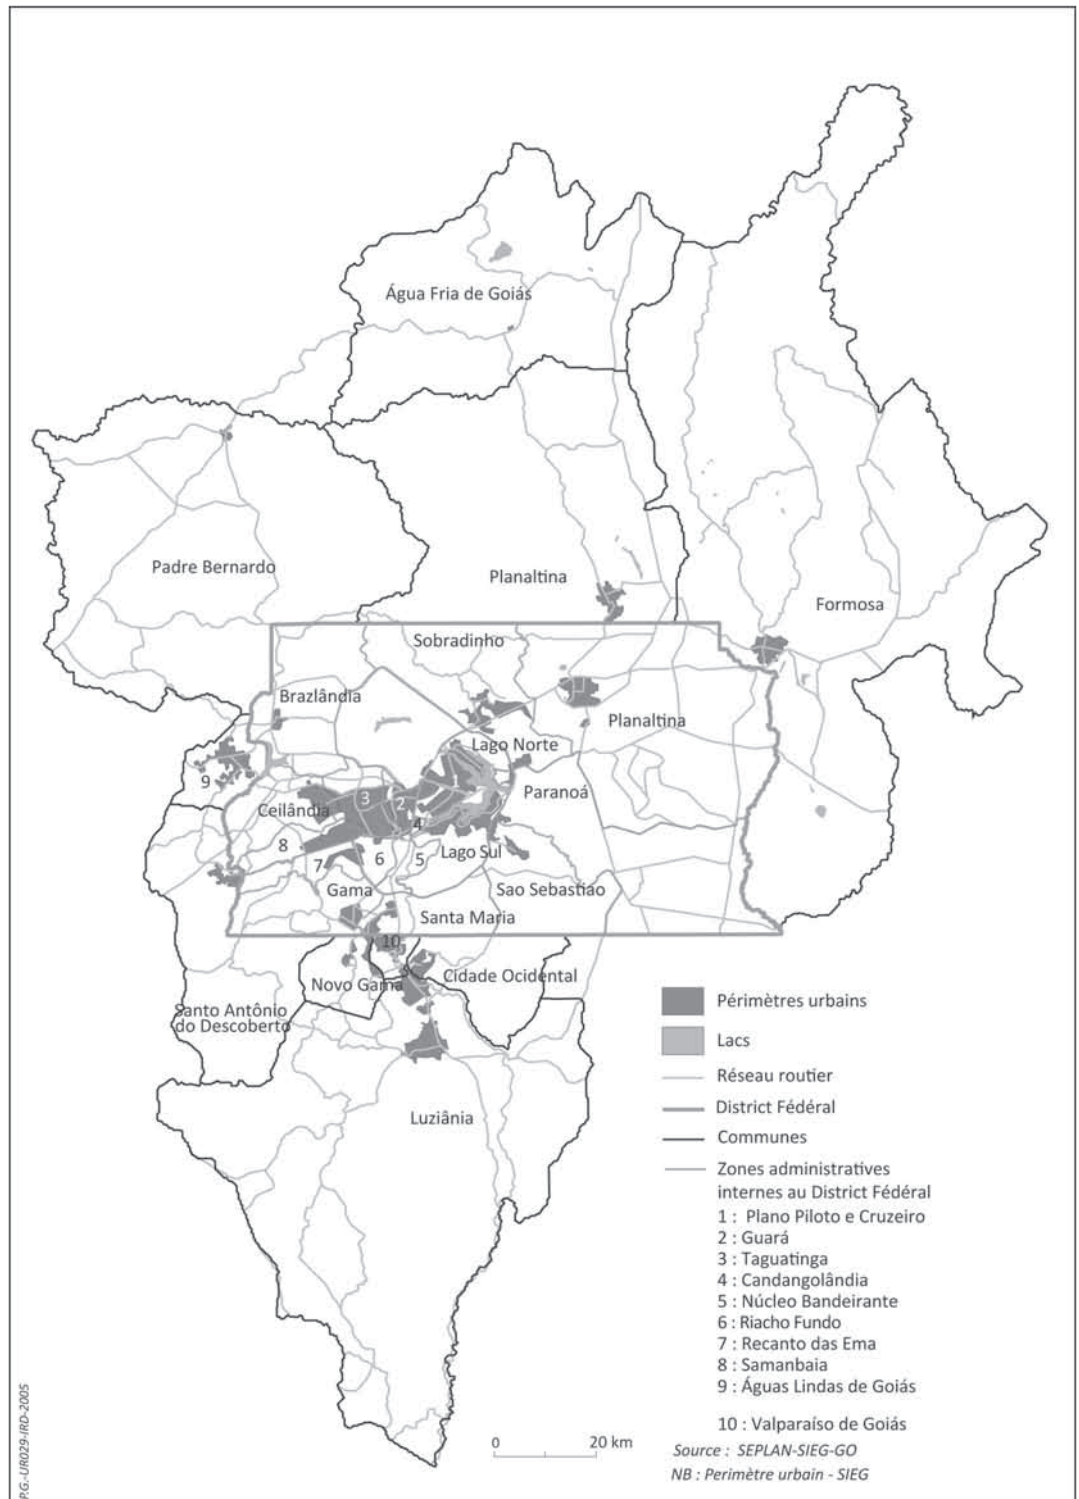 Água Fria de Goiás
Padre Bernardo
Planaltina
Formosa
Sobradinho
Brazlândia
Planaltina
Lago Norte
9
1
Paranoá
3
2
Ceilândia
4
8
6
5
Lago Sul
7
Gama
Sao Sebastiao
Santa Maria
10
Cidade Ocidental
Novo Gama
Santo Antônio
do Descoberto
Luziânia
Périmètres urbains
Lacs
Réseau routier
District Fédéral
Communes
Zones administratives
internes au District Fédéral
1 : Plano Piloto e Cruzeiro
2 : Guará
3 : Taguatinga
4 : Candangolândia
5 : Núcleo Bandeirante
6 : Riacho Fundo
7 : Recanto das Ema
8 : Samanbaia
9 : Águas Lindas de Goiás
10 : Valparaíso de Goiás
0 20 km
Source : SEPLAN-SIEG-GO
NB : Perimètre urbain - SIEG
P.G.-UR029-IRD-2005